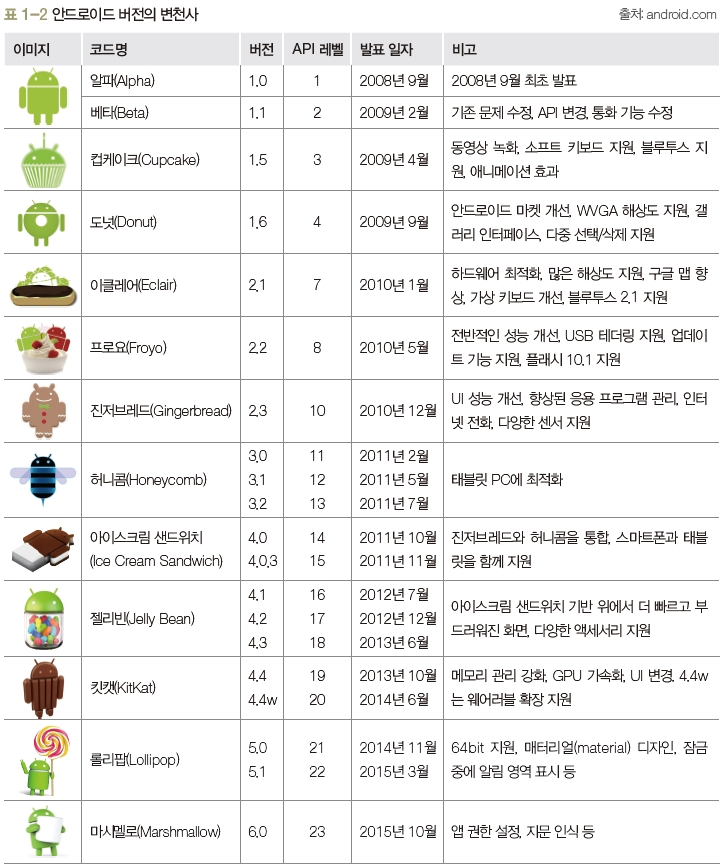 표 1-2 안드로이드 버전의 변천사 출처: android.com
이미지 코드명 버전 API 레벨 발표 일자 비고
알파(Alpha) 1.0 1 2008년 9월 2008년 9월 최초 발표
베타(Beta) 1.1 2 2009년 2월 기존 문제 수정, API 변경, 통화 기능 수정
컵케이크(Cupcake) 1.5 3 2009년 4월 동영상 녹화, 소프트 키보드 지원, 블루투스 지
원, 애니메이션 효과
도넛(Donut) 1.6 4 2009년 9월 안드로이드 마켓 개선, WVGA 해상도 지원, 갤
러리 인터페이스, 다중 선택/삭제 지원
이클레어(Eclair) 2.1 7 2010년 1월 하드웨어 최적화, 많은 해상도 지원, 구글 맵 향
상, 가상 키보드 개선, 블루투스 2.1 지원
프로요(Froyo) 2.2 8 2010년 5월 전반적인 성능 개선, USB 테더링 지원, 업데이
트 기능 지원, 플래시 10.1 지원
진저브레드(Gingerbread) 2.3 10 2010년 12월 UI 성능 개선, 향상된 응용 프로그램 관리, 인터
넷 전화, 다양한 센서 지원
허니콤(Honeycomb)
3.0 11 2011년 2월
3.1 12 2011년 5월
3.2 13 2011년 7월
태블릿 PC에 최적화
아이스크림 샌드위치 4.0 14 2011년 10월 진저브레드와 허니콤을 통합, 스마트폰과 태블
(Ice Cream Sandwich) 4.0.3 15 2011년 11월 릿을 함께 지원
젤리빈(Jelly Bean)
4.1 16 2012년 7월
4.2 17 2012년 12월
4.3 18 2013년 6월
아이스크림 샌드위치 기반 위에서 더 빠르고 부
드러워진 화면, 다양한 액세서리 지원
킷캣(KitKat)
4.4 19 2013년 10월 메모리 관리 강화, GPU 가속화, UI 변경, 4.4w
4.4w 20 2014년 6월 는 웨어러블 확장 지원
롤리팝(Lollipop)
5.0 21 2014년 11월 64bit 지원, 매터리얼(material) 디자인, 잠금
5.1 22 2015년 3월 중에 알림 영역 표시 등
마시멜로(Marshmallow) 6.0 23 2015년 10월 앱 권한 설정, 지문 인식 등